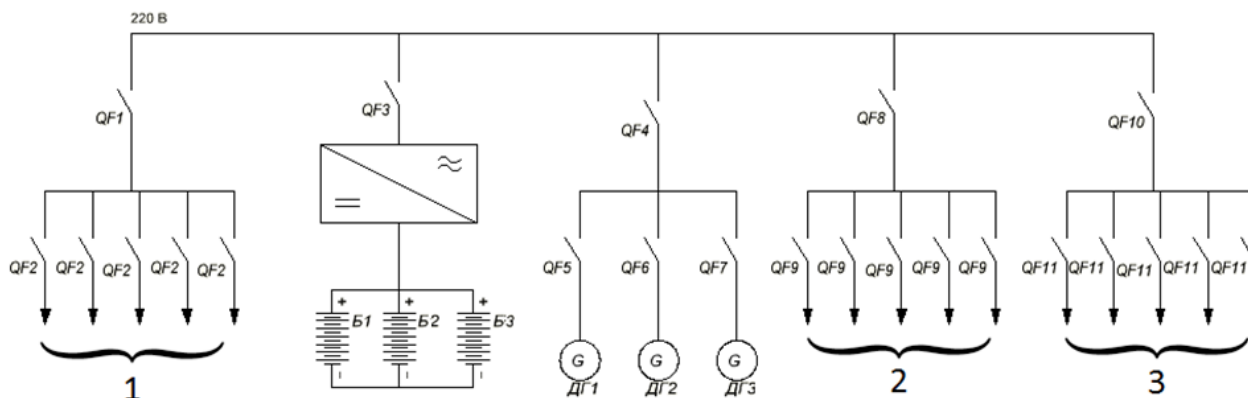 220 В
QF1
QF3
QF4
QF8
QF10
QF2 QF2 QF2 QF2 QF2
QF5 QF6 QF7
QF9 QF9 QF9 QF9 QF9
QF11 QF11 QF11 QF11 QF11
+ Б1 + Б2 + Б3
G G G
ДГ1 ДГ2 ДГ3
1 2 3